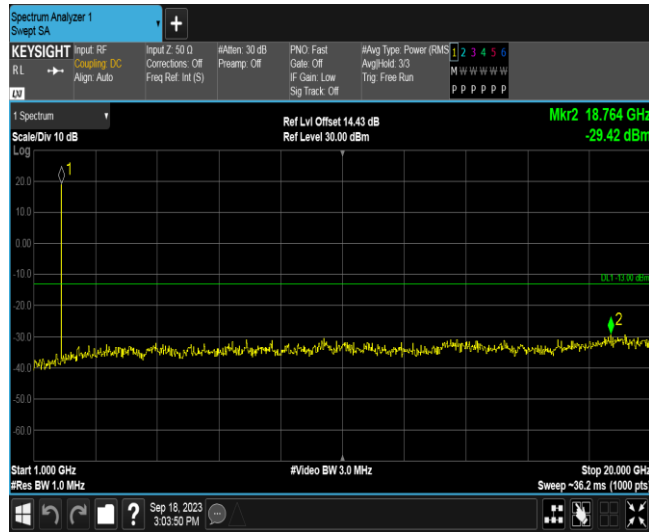 Spectrum Analyzer 1
Swept SA
+
KEYSIGHT
RL
LXI
Input: RF
Coupling: DC
Align: Auto
Input Z: 50 Ω
Corrections: Off
Freq Ref: Int (S)
#Atten: 30 dB
Preamp: Off
PNO: Fast
Gate: Off
IF Gain: Low
Sig Track: Off
#Avg Type: Power (RMS
Avg|Hold: 3/3
Trig: Free Run
1 2 3 4 5 6
M W W W W W
P P P P P P
1 Spectrum
Scale/Div 10 dB
Log
Ref Lvl Offset 14.43 dB
Ref Level 30.00 dBm
Mkr2 18.764 GHz
-29.42 dBm
1
20.0
10.0
0.00
-10.0
DL1 -13.00 dBm
-20.0
2
-30.0
-40.0
-50.0
-60.0
Start 1.000 GHz
#Video BW 3.0 MHz
Stop 20.000 GHz
#Res BW 1.0 MHz
Sweep ~36.2 ms (1000 pts)
?
Sep 18, 2023
3:03:50 PM